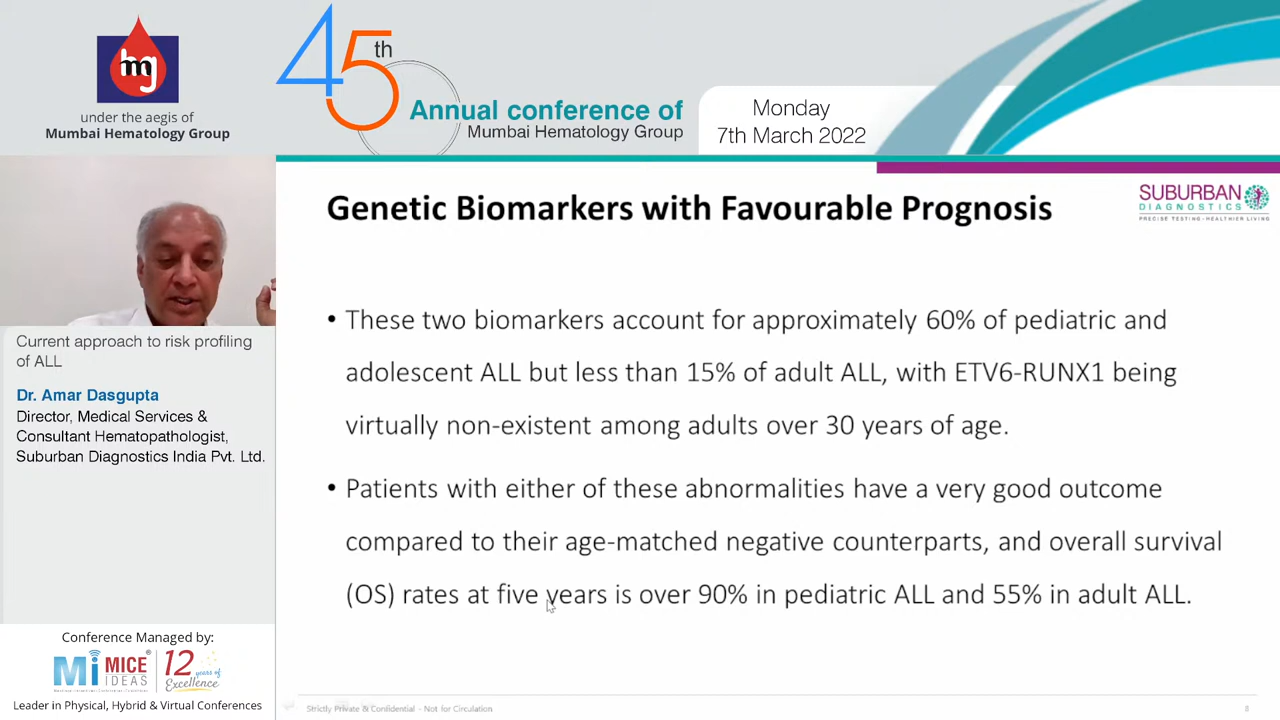 hmg
under the aegis of
Mumbai Hematology Group
45th
Annual conference of
Mumbai Hematology Group
Monday
7th March 2022
SUBURBAN
DIAGNOSTICS
PRECISE TESTING · HEALTHIER LIVING
Genetic Biomarkers with Favourable Prognosis
• These two biomarkers account for approximately 60% of pediatric and
adolescent ALL but less than 15% of adult ALL, with ETV6-RUNX1 being
virtually non-existent among adults over 30 years of age.
• Patients with either of these abnormalities have a very good outcome
compared to their age-matched negative counterparts, and overall survival
(OS) rates at five years is over 90% in pediatric ALL and 55% in adult ALL.
Current approach to risk profiling
of ALL
Dr. Amar Dasgupta
Director, Medical Services &
Consultant Hematopathologist,
Suburban Diagnostics India Pvt. Ltd.
Conference Managed by:
Mi MICE
IDEAS
12 years of
Excellence
Leader in Physical, Hybrid & Virtual Conferences
Strictly Private & Confidential - Not for Circulation